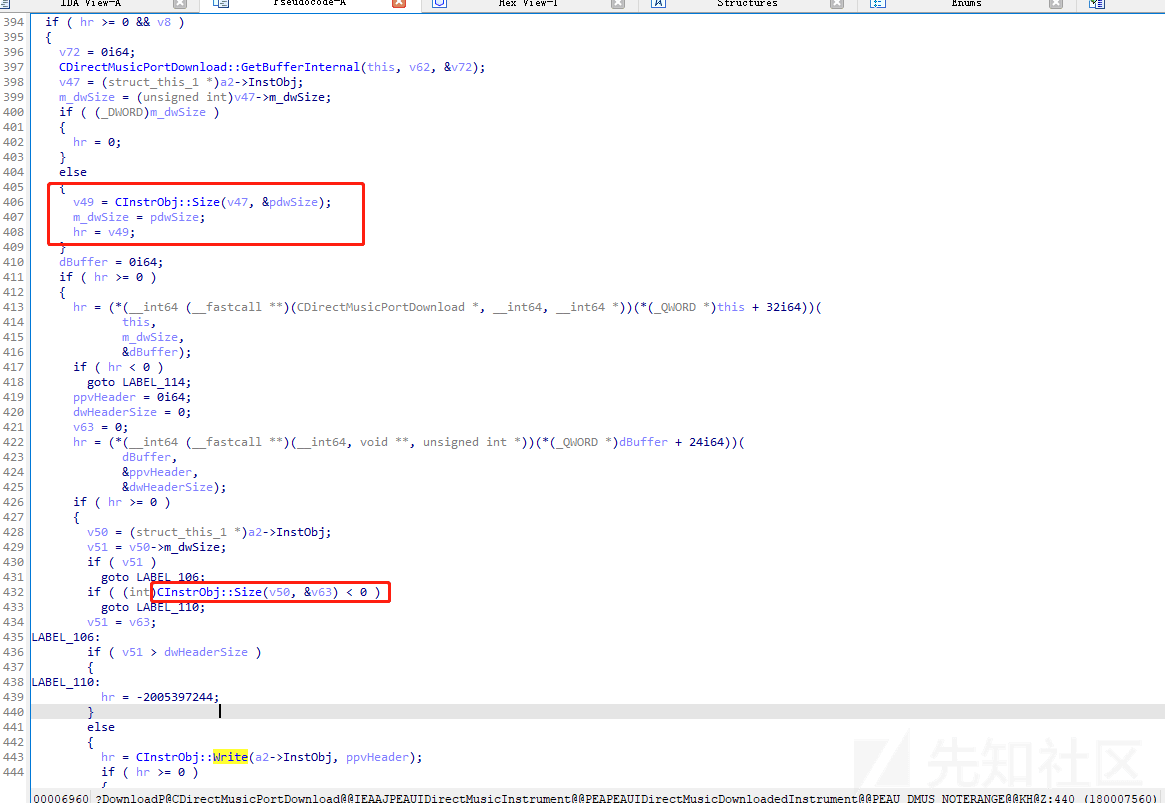 IDA View-A Pseudocode-A Hex View-1 Structures Enums
394 if ( hr >= 0 && v8 )
395 {
396 v72 = 0i64;
397 CDirectMusicPortDownload::GetBufferInternal(this, v62, &v72);
398 v47 = (struct_this_1 *)a2->InstObj;
399 m_dwSize = (unsigned int)v47->m_dwSize;
400 if ( (_DWORD)m_dwSize )
401 {
402 hr = 0;
403 }
404 else
405 {
406 v49 = CInstrObj::Size(v47, &pdwSize);
407 m_dwSize = pdwSize;
408 hr = v49;
409 }
410 dBuffer = 0i64;
411 if ( hr >= 0 )
412 {
413 hr = (*(__int64 (__fastcall **)(CDirectMusicPortDownload *, __int64, __int64 *))(*(_QWORD *)this + 32i64))(
414 this,
415 m_dwSize,
416 &dBuffer);
417 if ( hr < 0 )
418 goto LABEL_114;
419 ppvHeader = 0i64;
420 dwHeaderSize = 0;
421 v63 = 0;
422 hr = (*(__int64 (__fastcall **)(__int64, void **, unsigned int *))(*(_QWORD *)dBuffer + 24i64))(
423 dBuffer,
424 &ppvHeader,
425 &dwHeaderSize);
426 if ( hr >= 0 )
427 {
428 v50 = (struct_this_1 *)a2->InstObj;
429 v51 = v50->m_dwSize;
430 if ( v51 )
431 goto LABEL_106;
432 if ( (int)CInstrObj::Size(v50, &v63) < 0 )
433 goto LABEL_110;
434 v51 = v63;
435 LABEL_106:
436 if ( v51 > dwHeaderSize )
437 {
438 LABEL_110:
439 hr = -2005397244;
440 }
441 else
442 {
443 hr = CInstrObj::Write(a2->InstObj, ppvHeader);
444 if ( hr >= 0 )
{
先知社区
00006960 ?DownloadP@CDirectMusicPortDownload@@IEAAJPEAUIDirectMusicInstrument@@PEAPEAUIDirectMusicDownloadedInstrument@@PEAU_DMUS_NOTERANGE@@KH@Z:440 (180007560)